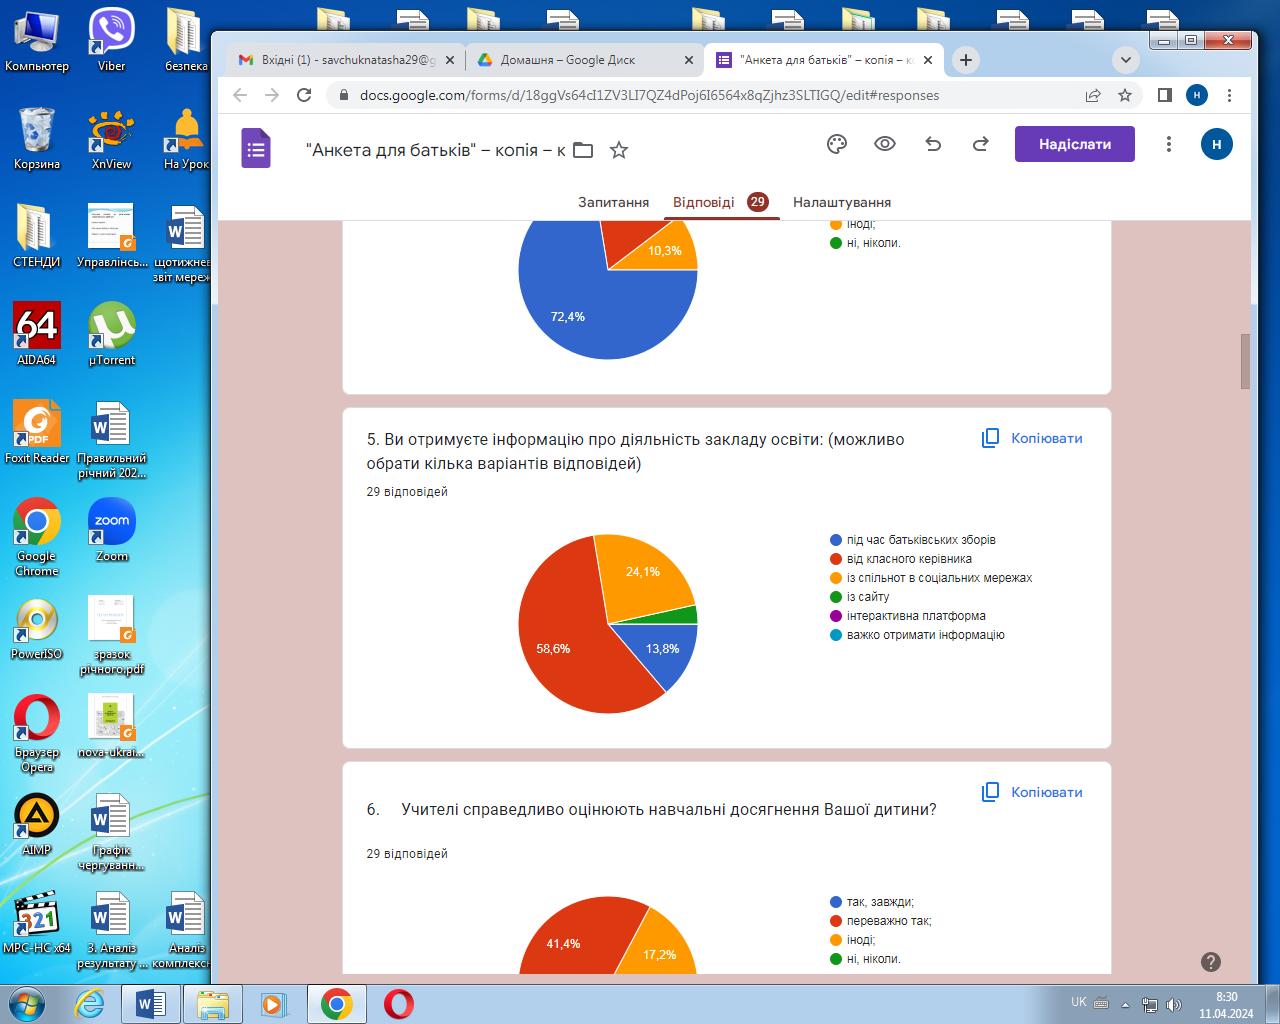 Компьютер
Viber
безпека
Корзина
XnView
На Урок
СТЕНДИ
Управлінсь...
щотижнев
звіт мереж
64
AIDA64
µTorrent
PDF
Foxit Reader
Правильний
річний 202...
Google
Chrome
zoom
Zoom
PowerISO
зразок
річного.pdf
Браузер
Opera
nova-ukrai...
AIMP
Графік
чергуванн...
321
MPC-HC x64
3. Аналіз
результату ...
Аналіз
комплексн
Вхідні (1) - savchuknatasha29@g
Домашня – Google Диск
"Анкета для батьків" – копія – ко
docs.google.com/forms/d/18ggVs64cI1ZV3LI7QZ4dPoj6I6564x8qZjhz3SLTIGQ/edit#responses
Н
"Анкета для батьків" – копія – к
Надіслати
Н
Запитання
Відповіді 29
Налаштування
10,3%
72,4%
іноді;
ні, ніколи.
5. Ви отримуєте інформацію про діяльність закладу освіти: (можливо
обрати кілька варіантів відповідей)
Копіювати
29 відповідей
24,1%
58,6%
13,8%
під час батьківських зборів
від класного керівника
із спільнот в соціальних мережах
із сайту
інтерактивна платформа
важко отримати інформацію
Копіювати
6. Учителі справедливо оцінюють навчальні досягнення Вашої дитини?
29 відповідей
41,4%
17,2%
так, завжди;
переважно так;
іноді;
ні, ніколи.
UK
8:30
11.04.2024